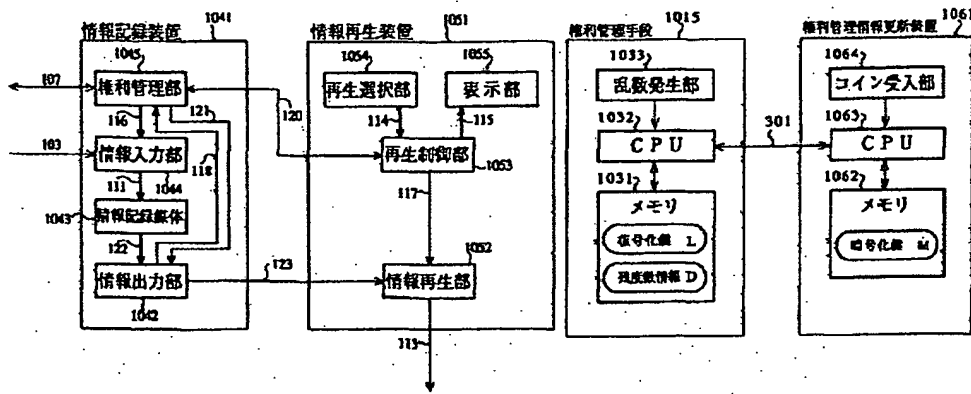 情報記録装置
1041
1045
権利管理部
107
116
121
103
情報入力部
111
1044
118
1043
情報記録媒体
122
情報出力部
1042
123
120
情報再生装置
1051
1054
再生選択部
1055
表示部
114
115
再生制御部
1053
117
1052
情報再生部
113
権利管理手段
1015
1033
乱数発生部
1032
CPU
1031
メモリ
復号化鍵 L
残度数情報 D
301
権利管理情報更新装置
1061
1064
コイン受入部
1063
CPU
1062
メモリ
暗号化鍵 M